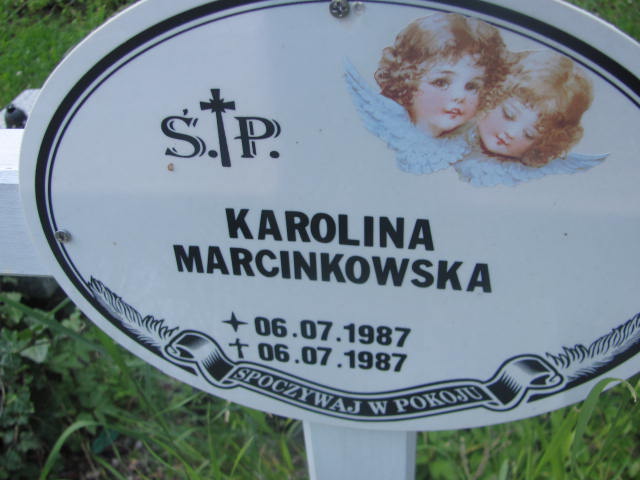 Ś.P.
KAROLINA
MARCINKOWSKA
06.07.1987
06.07.1987
SPOCZYWAJ W POKOJU